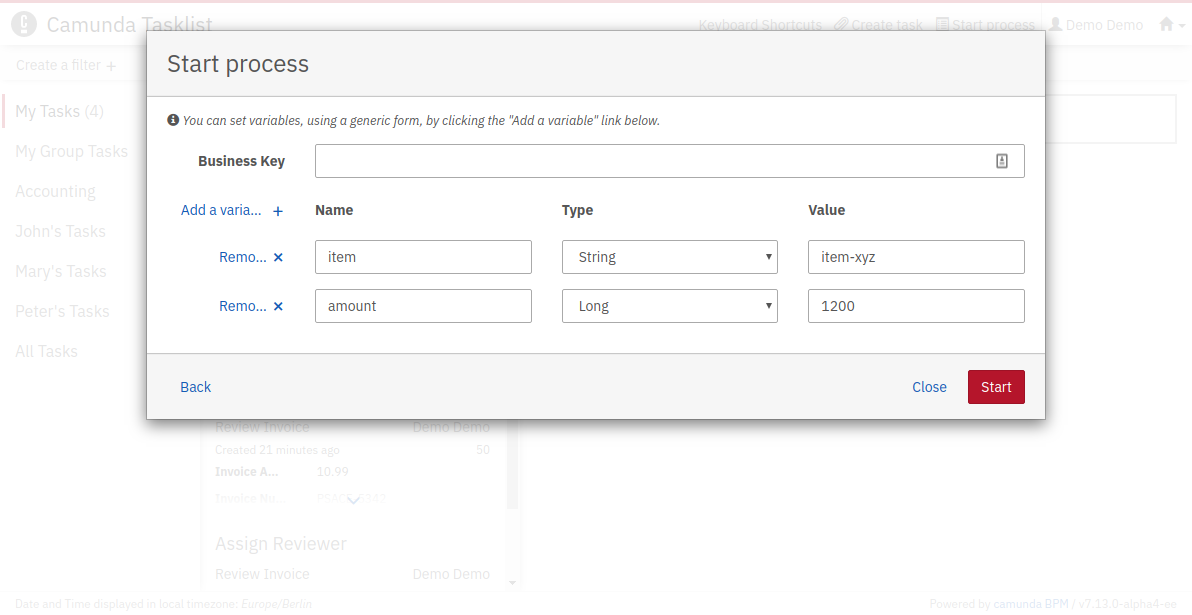 Camunda Tasklist
Keyboard Shortcuts Create task Start process Demo Demo
Create a filter +
My Tasks (4)
My Group Tasks
Accounting
John's Tasks
Mary's Tasks
Peter's Tasks
All Tasks
Start process
You can set variables, using a generic form, by clicking the "Add a variable" link below.
Business Key
Add a varia... + Name Type Value
Remo... × item String item-xyz
Remo... × amount Long 1200
Back Close Start
Review Invoice Demo Demo
Created 21 minutes ago 50
Invoice A... 10.99
Invoice Nu...
Assign Reviewer
Review Invoice Demo Demo
Date and Time displayed in local timezone: Europe/Berlin
Powered by camunda BPM / v7.13.0-alpha4-ee